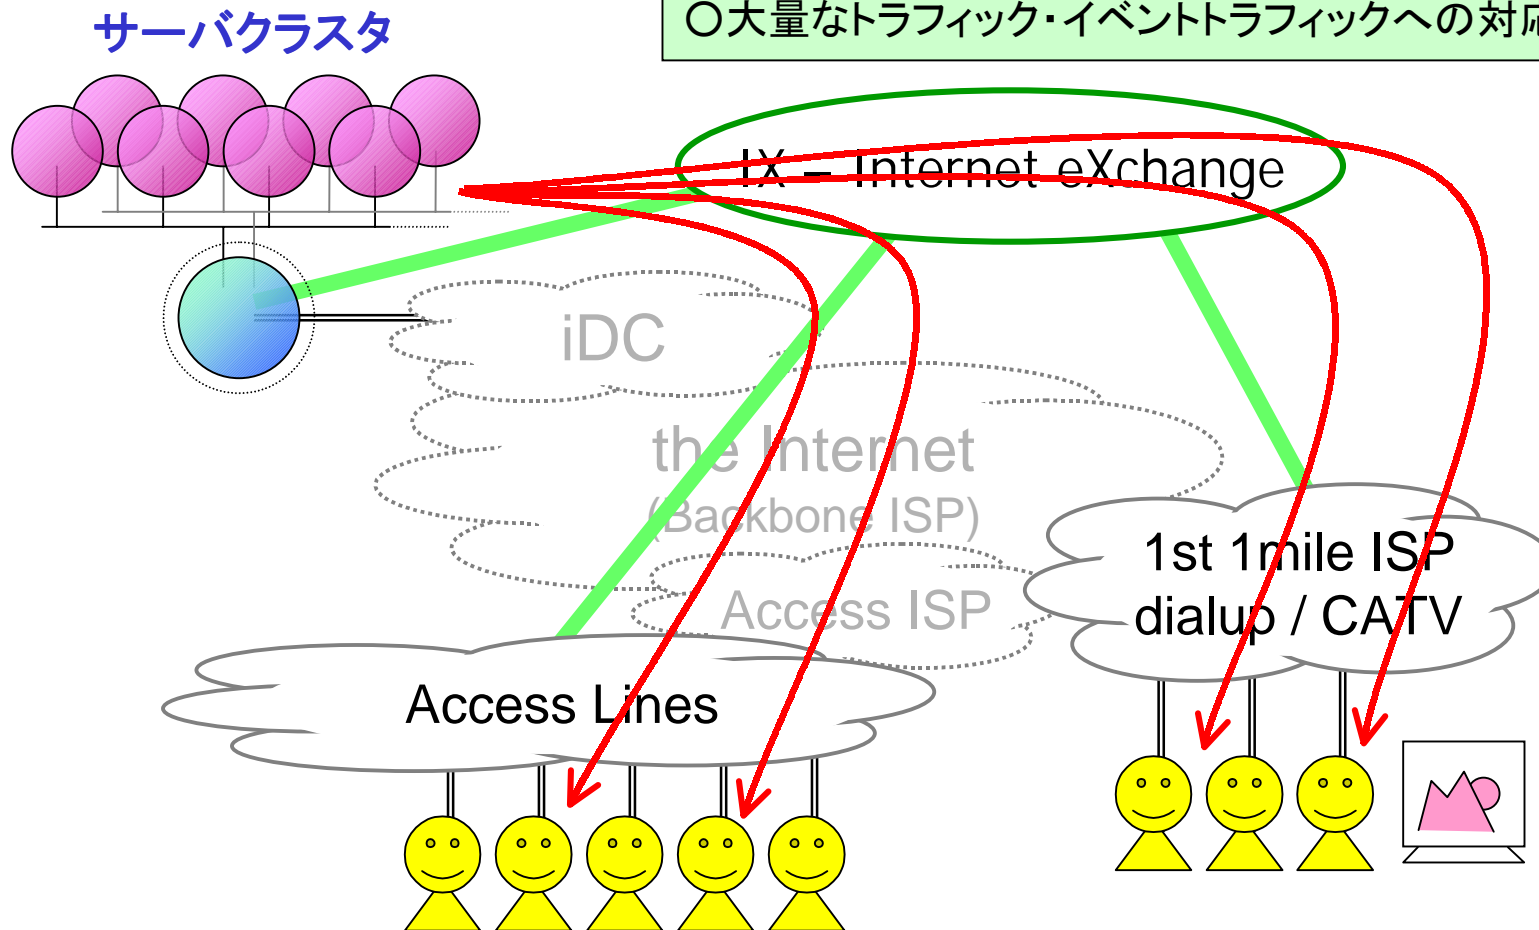 サーバクラスタ
○大量なトラフィック・イベントトラフィックへの対応
IX – Internet eXchange
iDC
the Internet
(Backbone ISP)
Access ISP
1st 1mile ISP
dialup / CATV
Access Lines